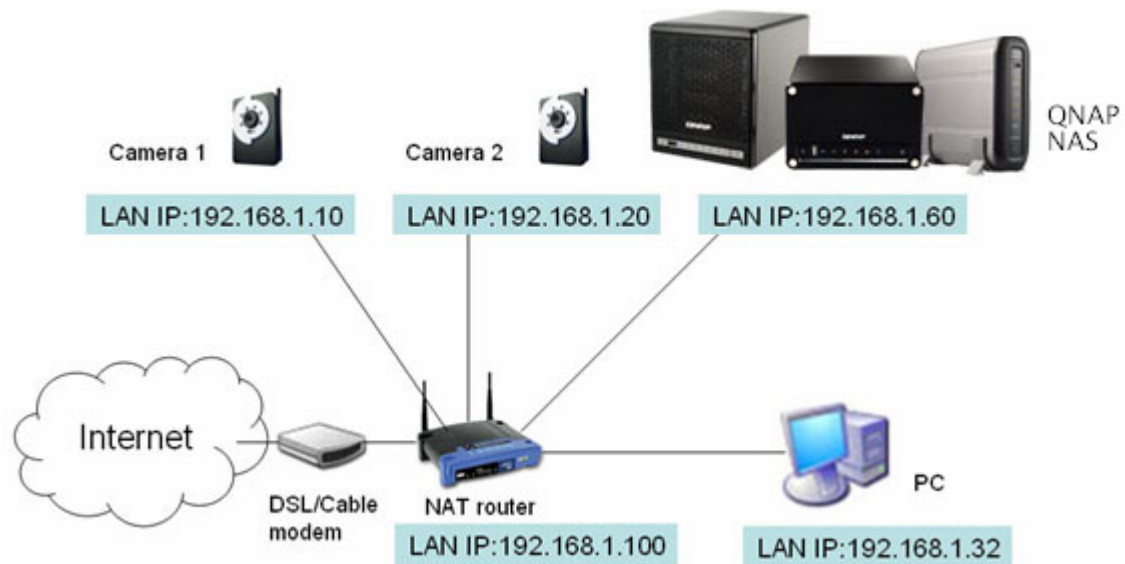 QNAP
NAS
Camera 1
Camera 2
LAN IP:192.168.1.10
LAN IP:192.168.1.20
LAN IP:192.168.1.60
Internet
DSL/Cable
modem
NAT router
PC
LAN IP:192.168.1.100
LAN IP:192.168.1.32